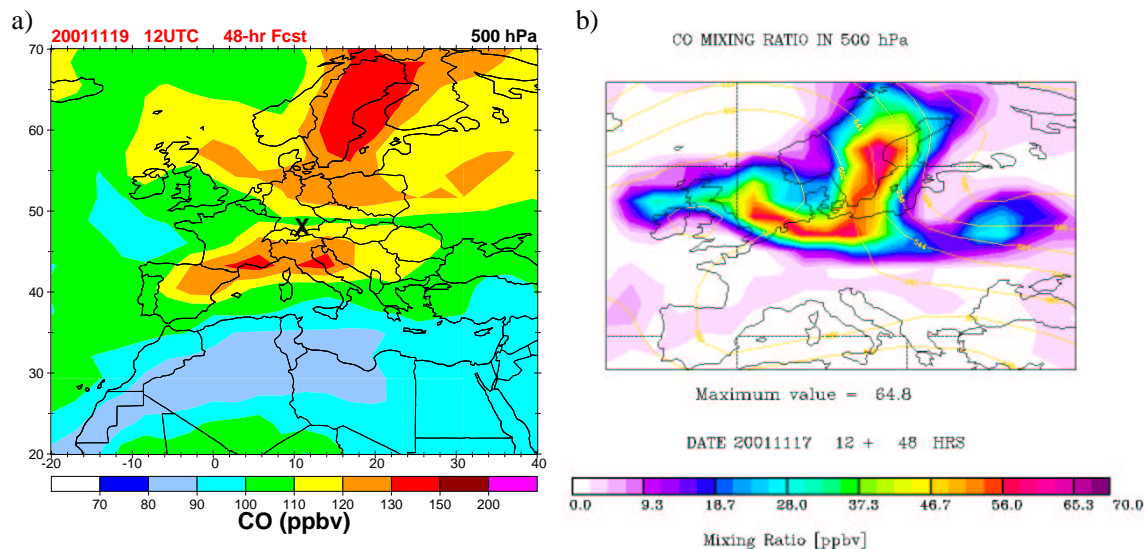 a)
20011119 12UTC 48-hr Fcst 500 hPa
70
60
50
40
30
20
-20 -10 0 10 20 30 40
X
70 80 90 100 110 120 130 150 200
CO (ppbv)
b)
CO MIXING RATIO IN 500 hPa
Maximum value = 64.8
DATE 20011117 12 + 48 HRS
0.0 9.3 18.7 28.0 37.3 46.7 56.0 65.3 70.0
Mixing Ratio [ppbv]